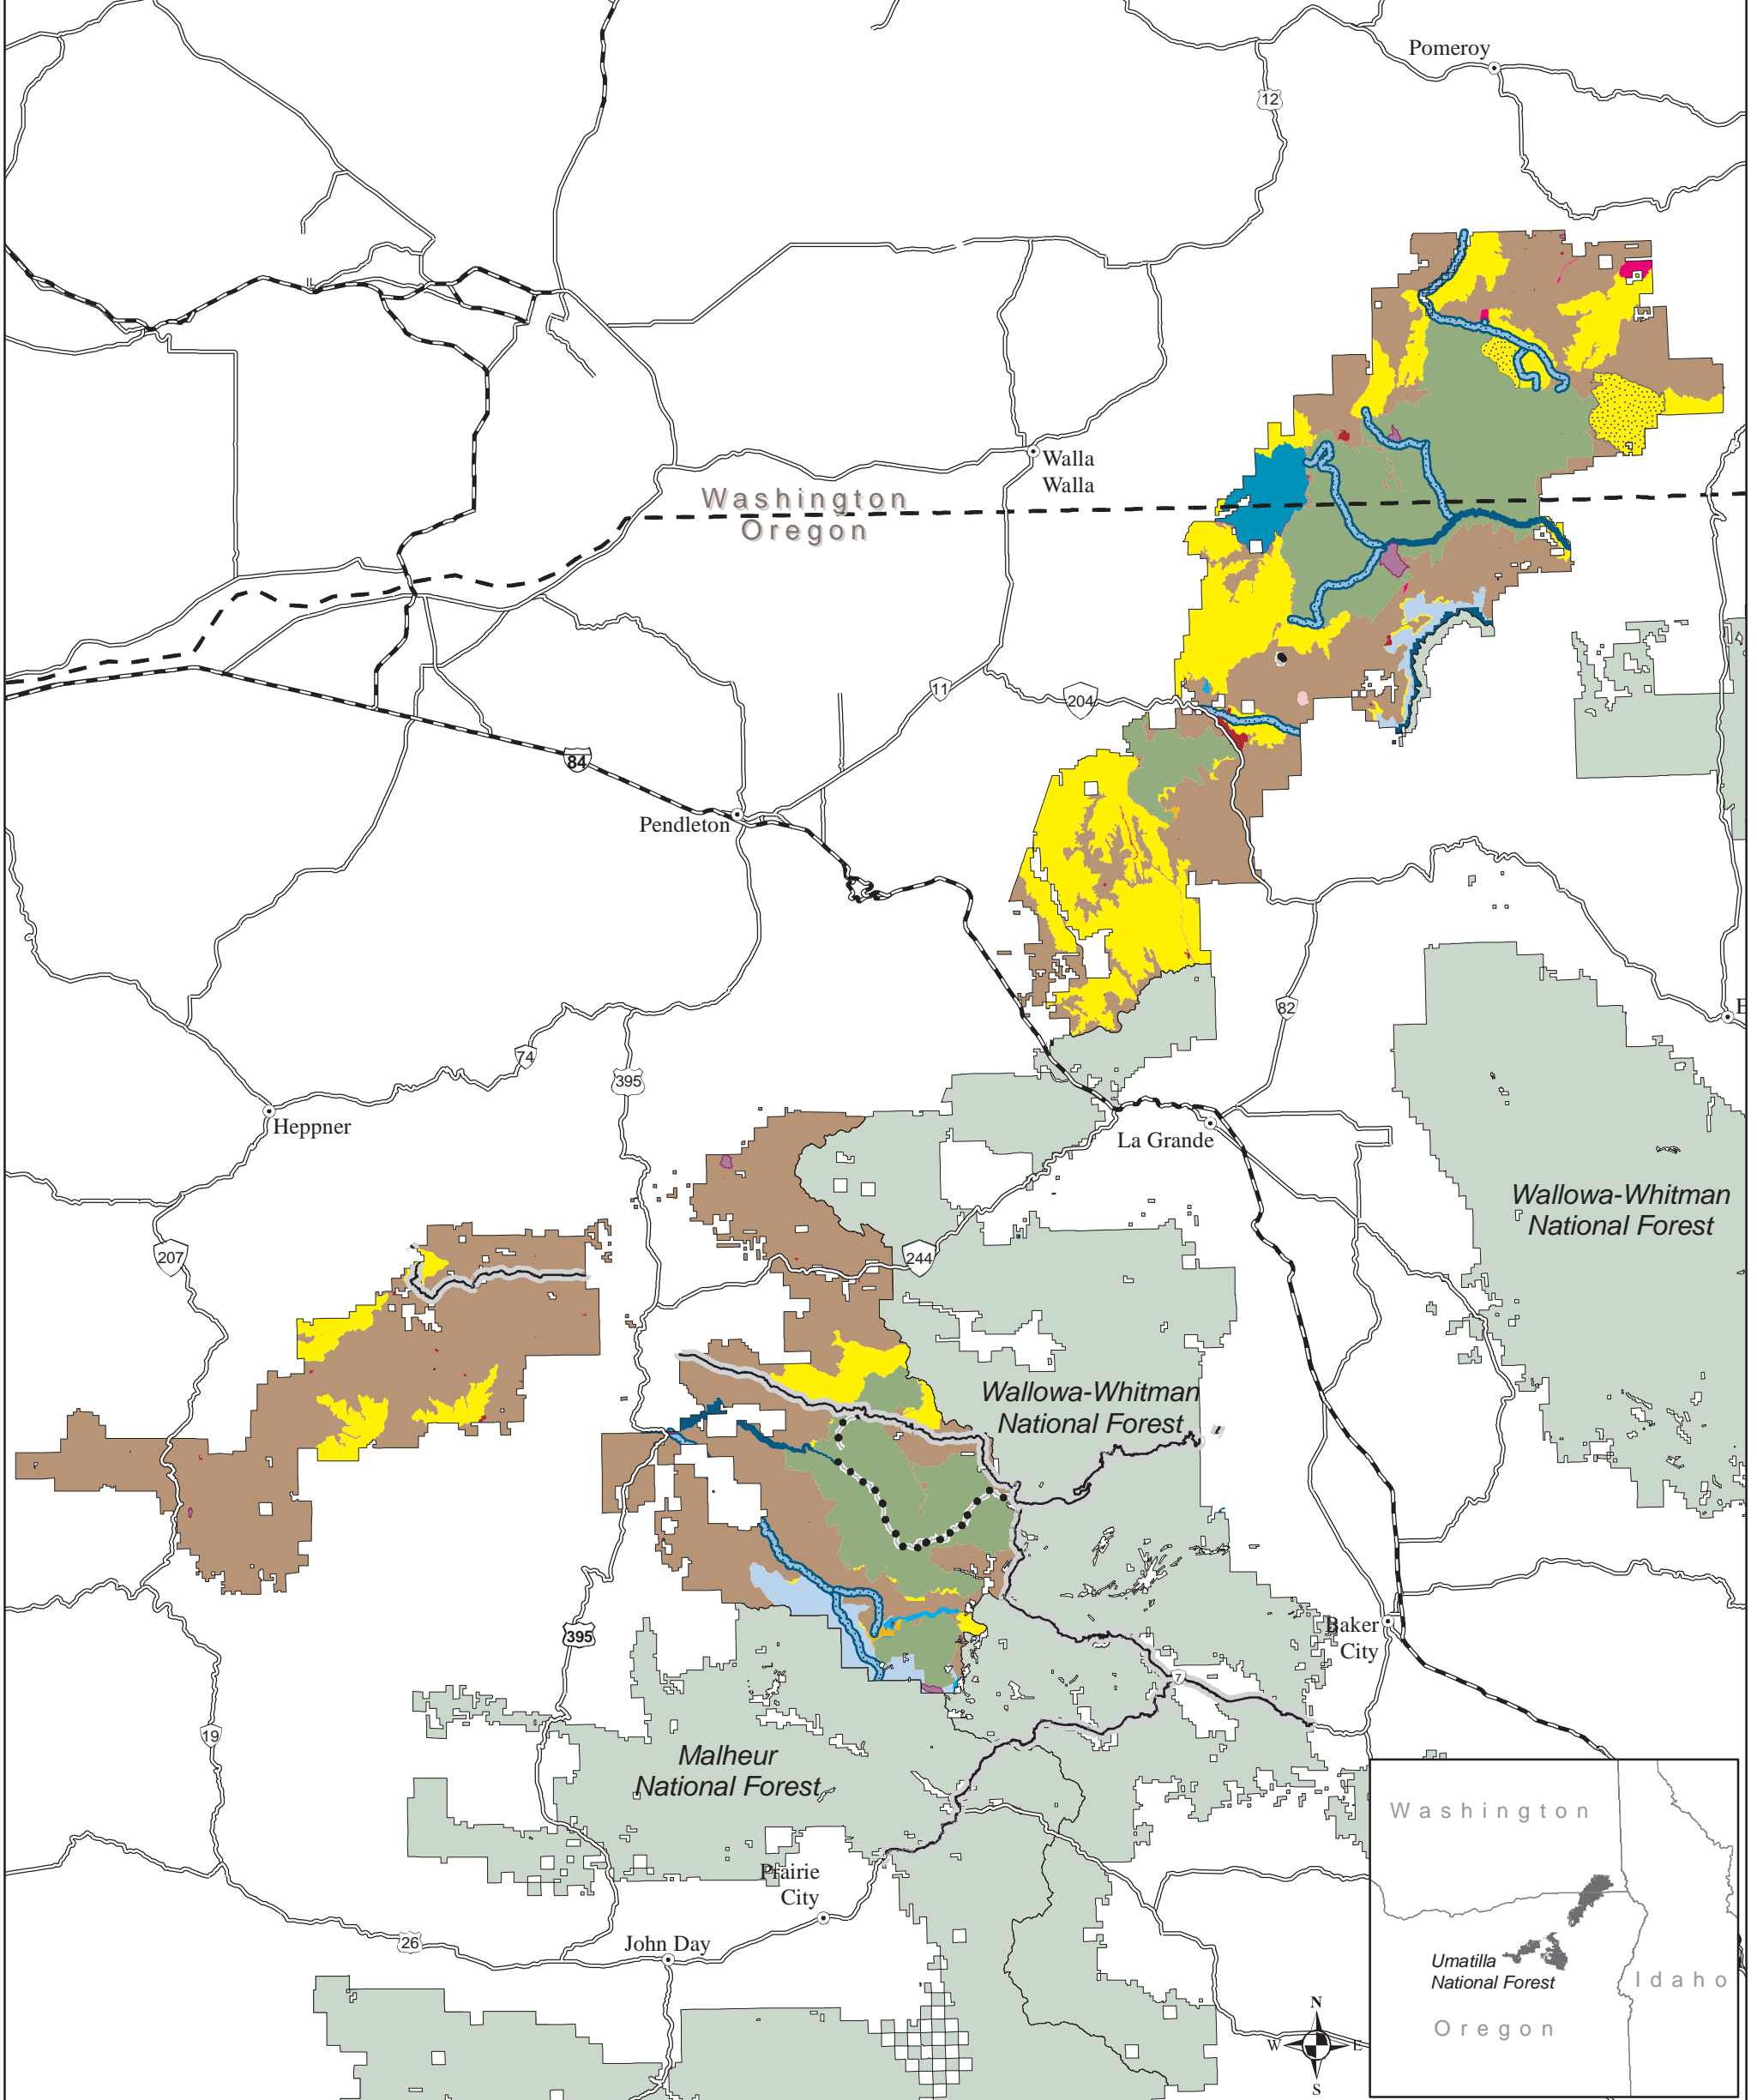 Pomeroy
12
Walla
Walla
Washington
Oregon
11
204
84
Pendleton
82
E
74
395
Heppner
La Grande
Wallowa-Whitman
National Forest
207
244
Wallowa-Whitman
National Forest
395
Baker
City
7
19
Malheur
National Forest
Prairie
City
26
John Day
Washington
Umatilla
National Forest
Idaho
Oregon
N
W
E
S